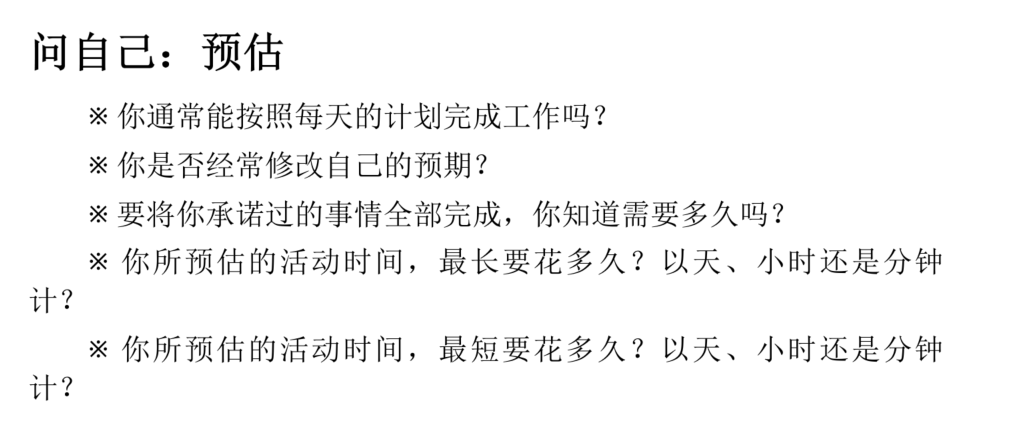 问自己：预估
※ 你通常能按照每天的计划完成工作吗？
※ 你是否经常修改自己的预期？
※ 要将你承诺过的事情全部完成，你知道需要多久吗？
※ 你所预估的活动时间，最长要花多久？以天、小时还是分钟
计？
※ 你所预估的活动时间，最短要花多久？以天、小时还是分钟
计？